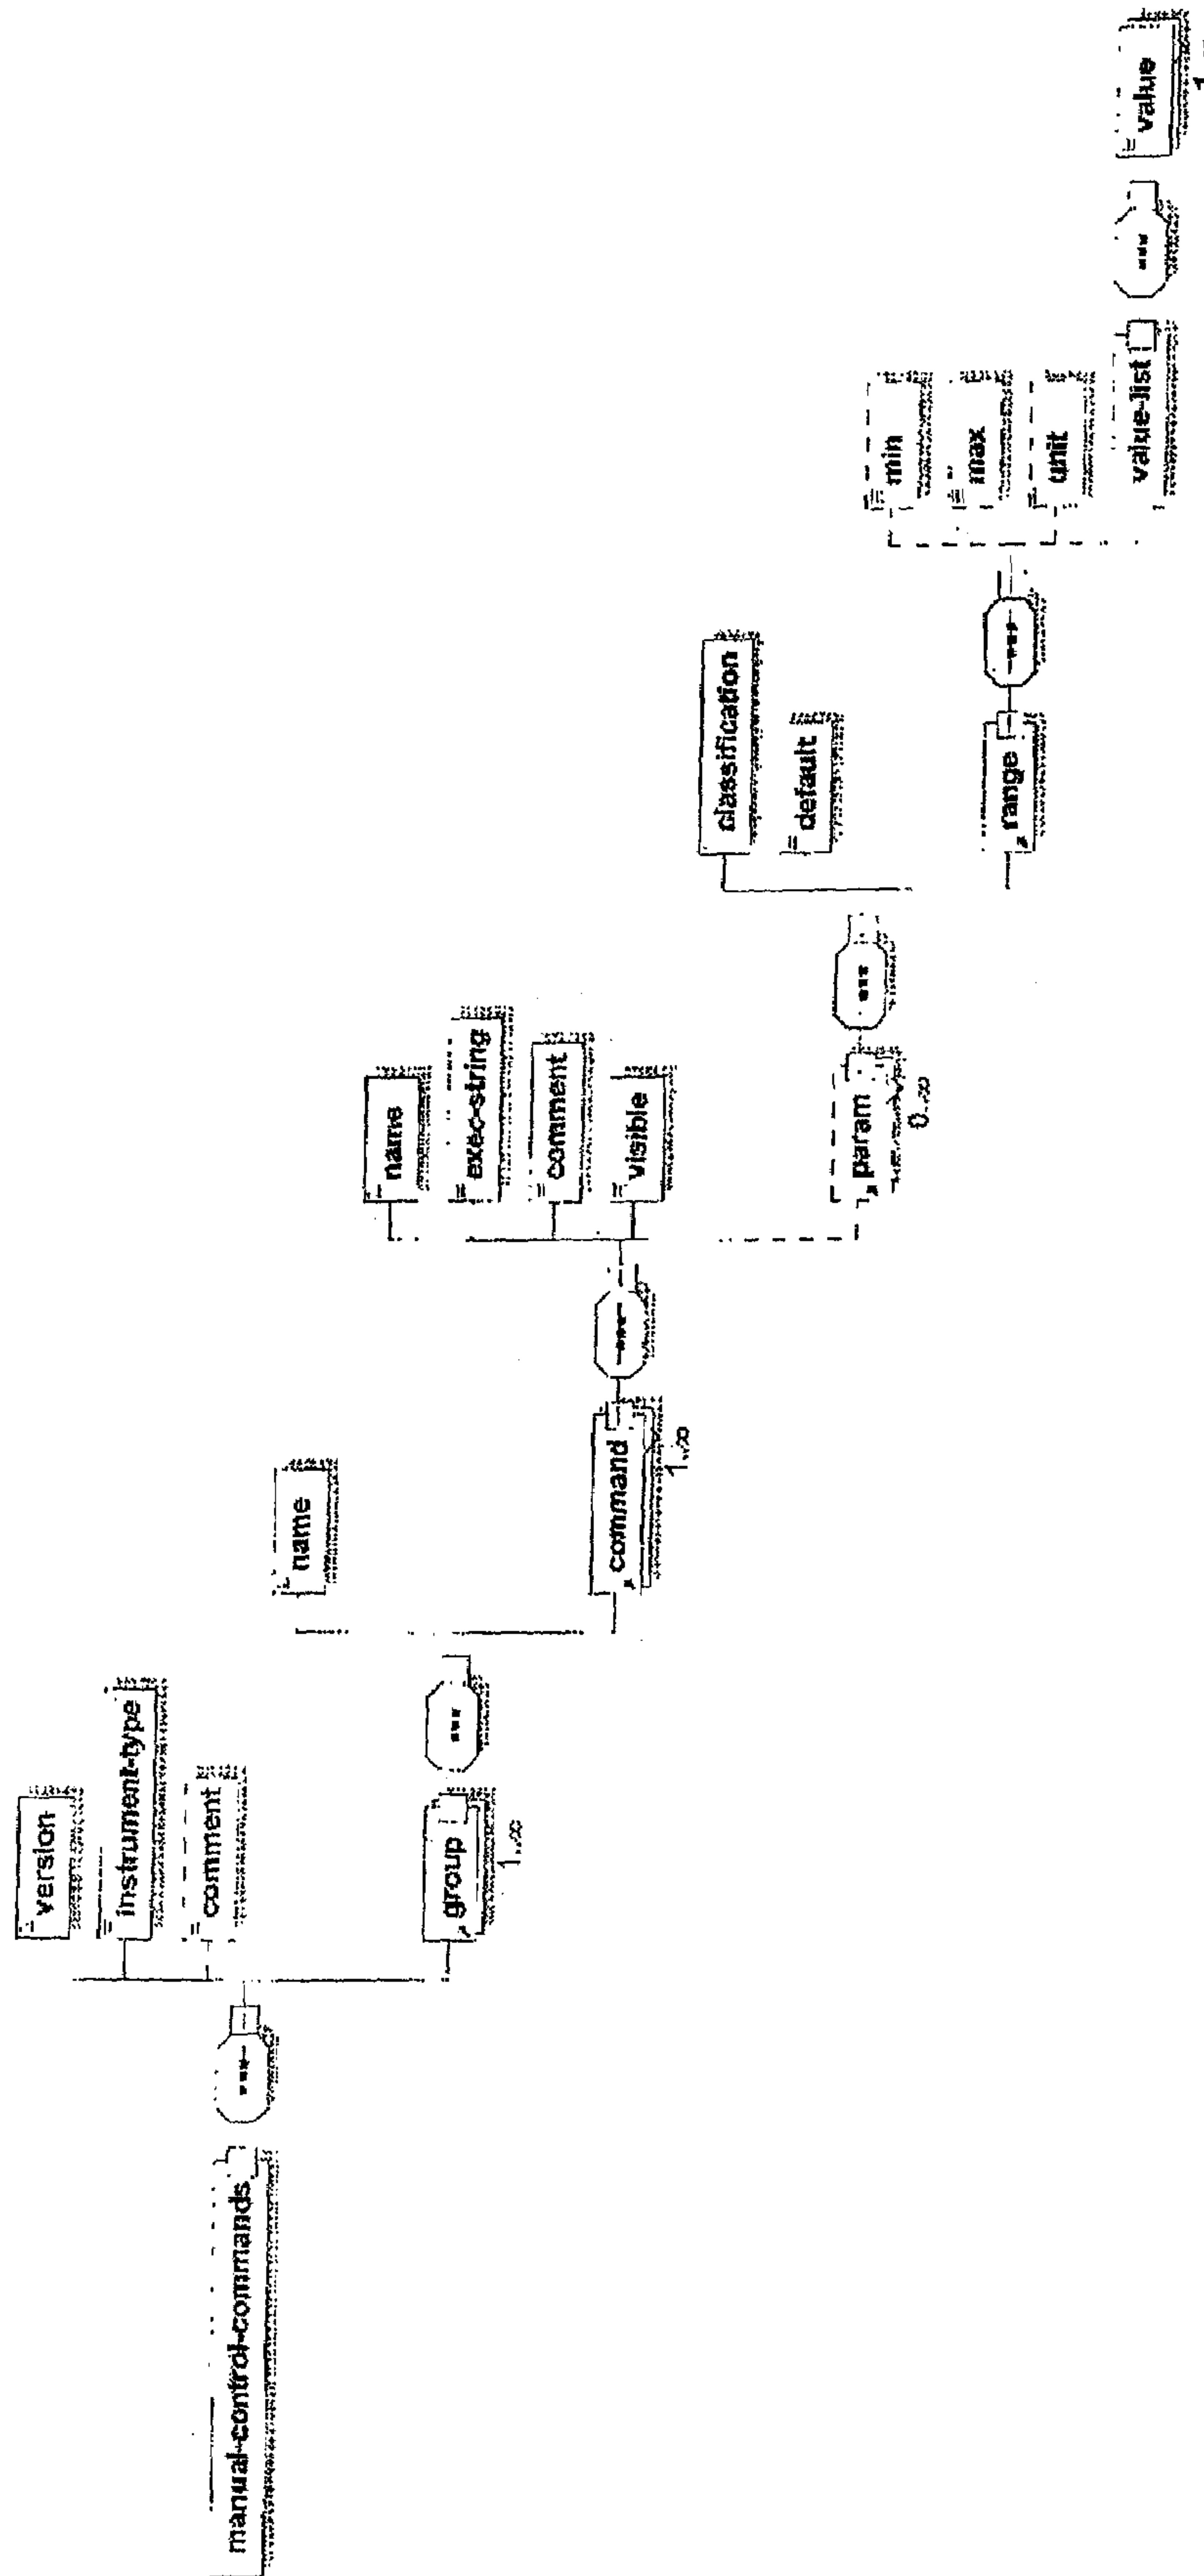 manual-control-commands
version
instrument-type
comment
group
1..∞
name
command
1..∞
name
exec-string
comment
visible
param
0..∞
classification
default
range
min
max
unit
value-list
value